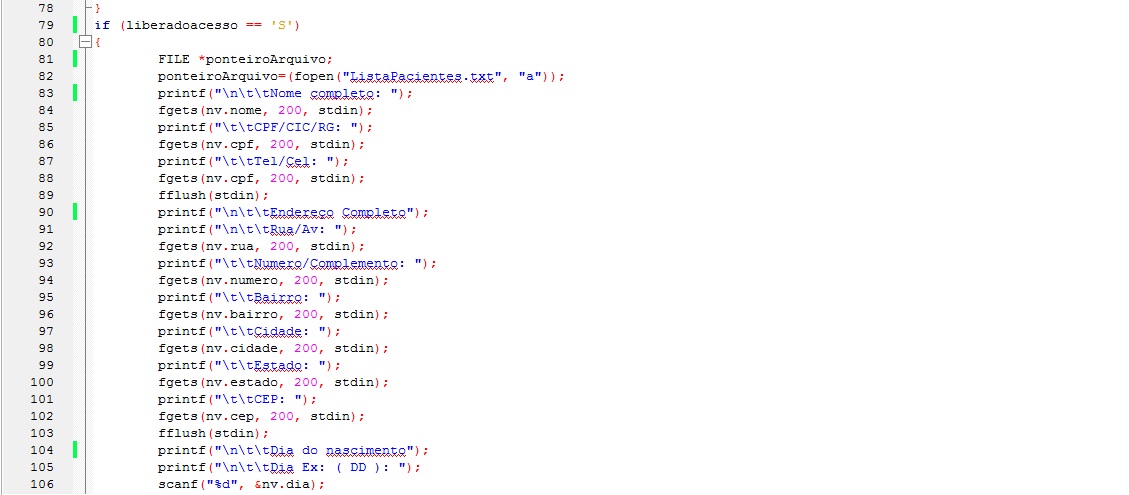 78 }
79 if (liberadoacesso == 'S')
80 {
81 FILE *ponteiroArquivo;
82 ponteiroArquivo=(fopen("ListaPacientes.txt", "a"));
83 printf("\n\t\tNome completo: ");
84 fgets(nv.nome, 200, stdin);
85 printf("\t\tCPF/CIC/RG: ");
86 fgets(nv.cpf, 200, stdin);
87 printf("\t\tTel/Cel: ");
88 fgets(nv.cpf, 200, stdin);
89 fflush(stdin);
90 printf("\n\t\tEndereço Completo");
91 printf("\n\t\tRua/Av: ");
92 fgets(nv.rua, 200, stdin);
93 printf("\t\tNumero/Complemento: ");
94 fgets(nv.numero, 200, stdin);
95 printf("\t\tBairro: ");
96 fgets(nv.bairro, 200, stdin);
97 printf("\t\tCidade: ");
98 fgets(nv.cidade, 200, stdin);
99 printf("\t\tEstado: ");
100 fgets(nv.estado, 200, stdin);
101 printf("\t\tCEP: ");
102 fgets(nv.cep, 200, stdin);
103 fflush(stdin);
104 printf("\n\t\tDia do nascimento");
105 printf("\n\t\tDia Ex: ( DD ): ");
106 scanf("%d", &nv.dia);